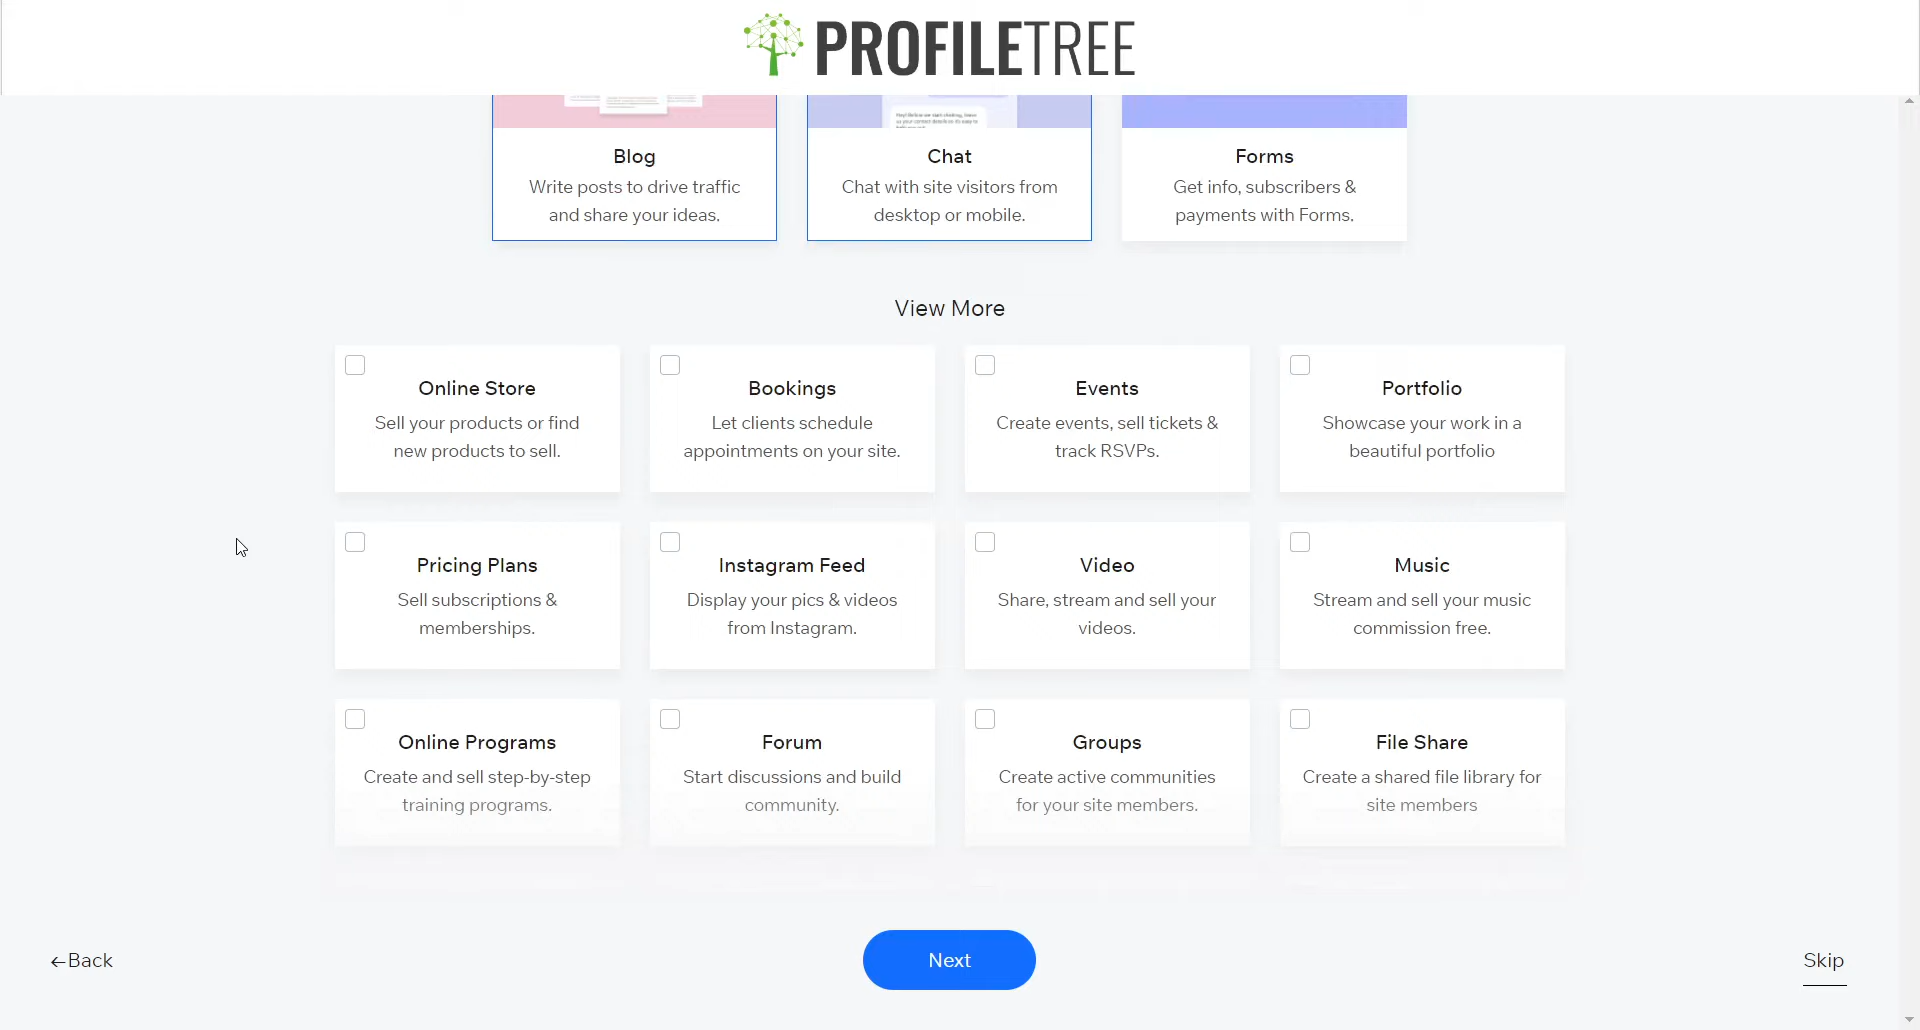 PROFILETREE
Blog
Write posts to drive traffic
and share your ideas.
Chat
Chat with site visitors from
desktop or mobile.
Forms
Get info, subscribers &
payments with Forms.
View More
Online Store
Sell your products or find
new products to sell.
Bookings
Let clients schedule
appointments on your site.
Events
Create events, sell tickets &
track RSVPs.
Portfolio
Showcase your work in a
beautiful portfolio
Pricing Plans
Sell subscriptions &
memberships.
Instagram Feed
Display your pics & videos
from Instagram.
Video
Share, stream and sell your
videos.
Music
Stream and sell your music
commission free.
Online Programs
Create and sell step-by-step
training programs.
Forum
Start discussions and build
community.
Groups
Create active communities
for your site members.
File Share
Create a shared file library for
site members
←Back
Next
Skip